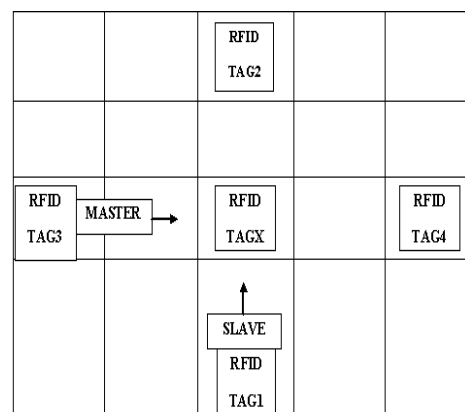 RFID
TAG2
RFID
TAG3
MASTER
RFID
TAGX
RFID
TAG4
SLAVE
RFID
TAG1